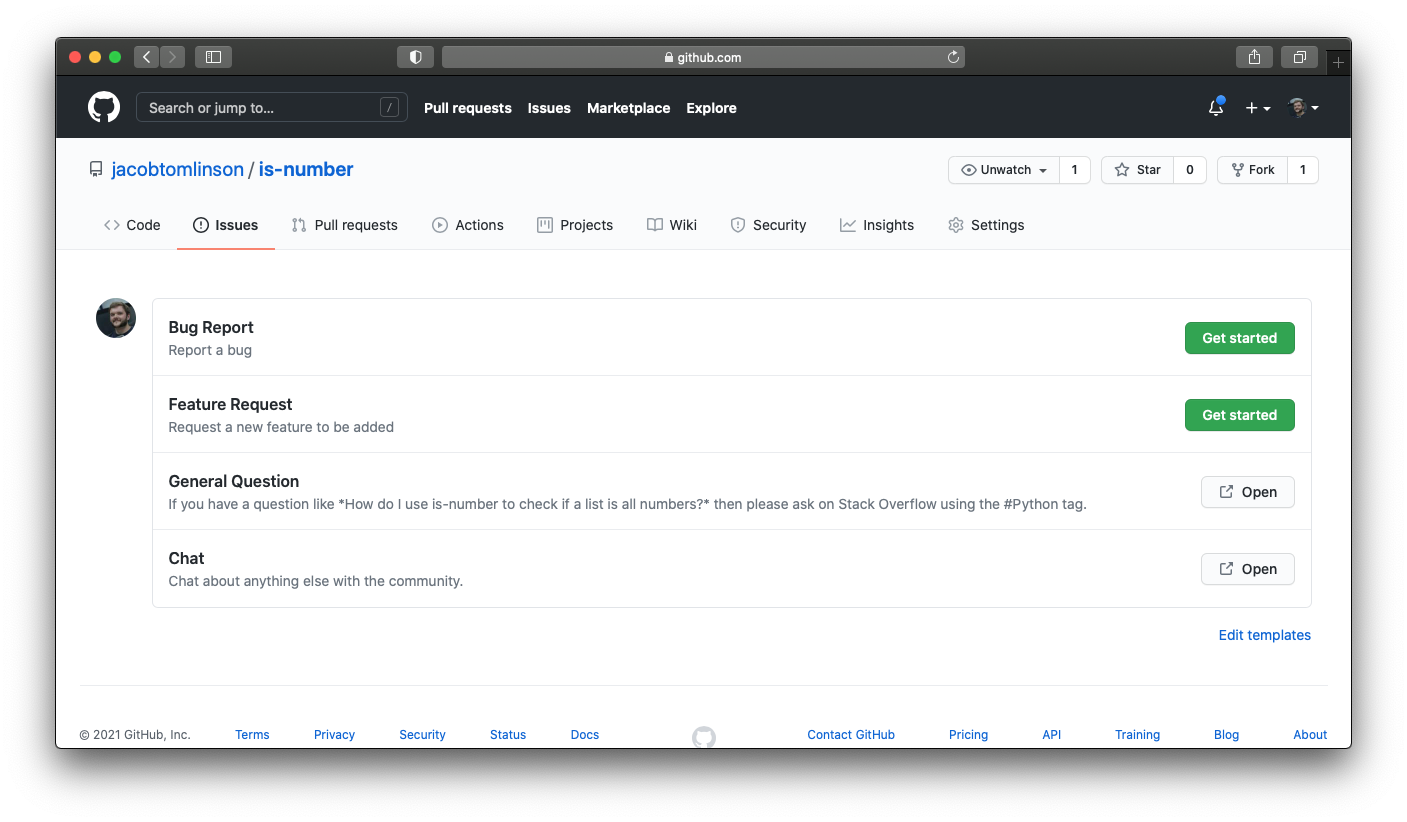 github.com
Search or jump to... /
Pull requests Issues Marketplace Explore
jacobtomlinson / is-number
Unwatch 1 Star 0 Fork 1
Code Issues Pull requests Actions Projects Wiki Security Insights Settings
Bug Report
Report a bug
Get started
Feature Request
Request a new feature to be added
Get started
General Question
If you have a question like *How do I use is-number to check if a list is all numbers?* then please ask on Stack Overflow using the #Python tag.
Open
Chat
Chat about anything else with the community.
Open
Edit templates
© 2021 GitHub, Inc. Terms Privacy Security Status Docs Contact GitHub Pricing API Training Blog About